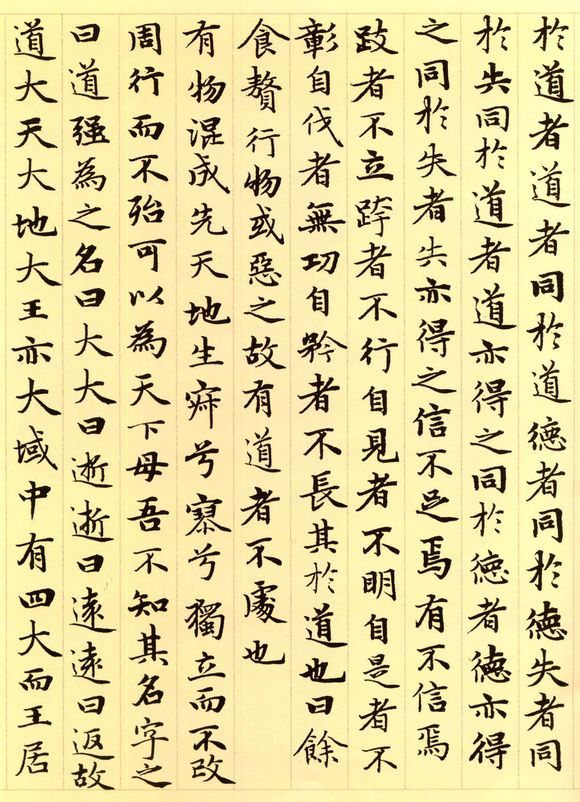 於道者道者同於道德者同於德失者同
於失同於道者道亦得之同於德者德亦得
之同於失者失亦得之信不足焉有不信焉
跂者不立跨者不行自見者不明自是者不
彰自伐者無功自矜者不長其於道也曰餘
食贅行物或惡之故有道者不處也
有物混成先天地生寂兮寥兮獨立而不改
周行而不殆可以為天下母吾不知其名字之
曰道强為之名曰大大曰逝逝曰遠遠曰返故
道大天大地大王亦大域中有四大而王居